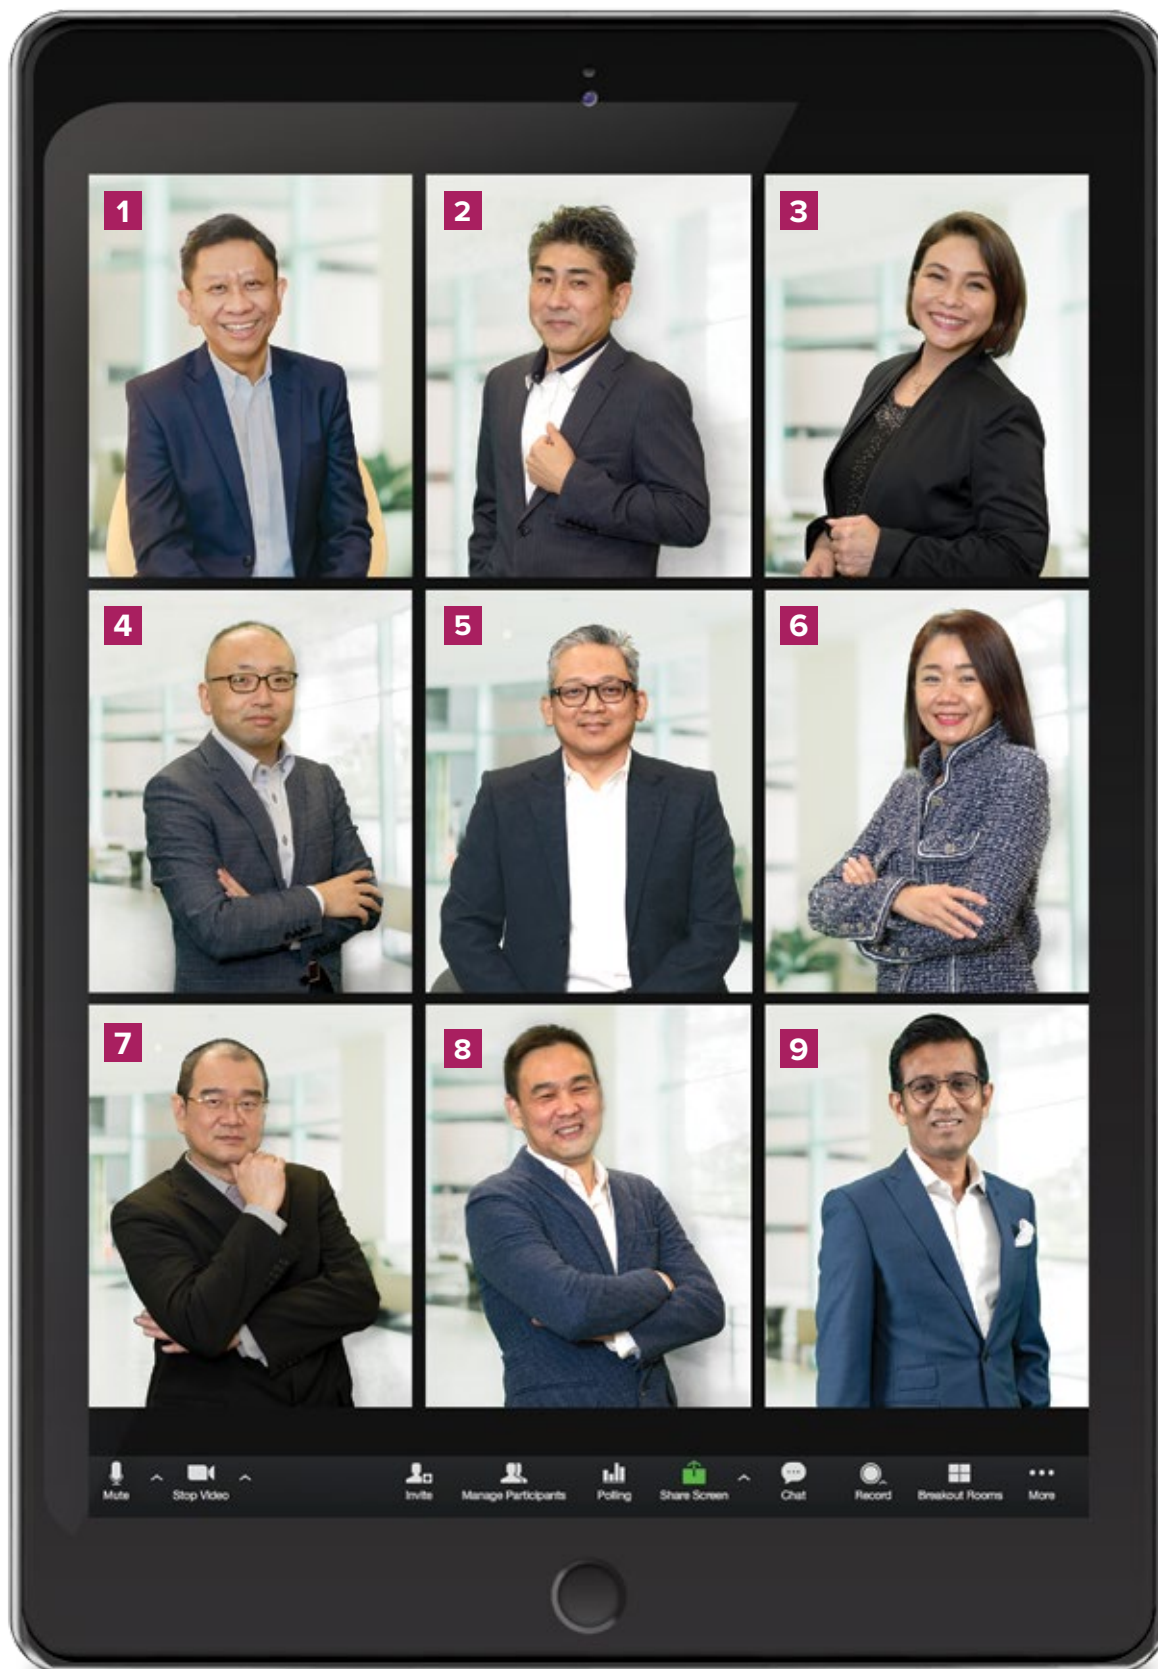 1
2
3
4
5
6
7
8
9
Mute
Stop Video
Invite
Manage Participants
Polling
Share Screen
Chat
Record
Breakout Rooms
More